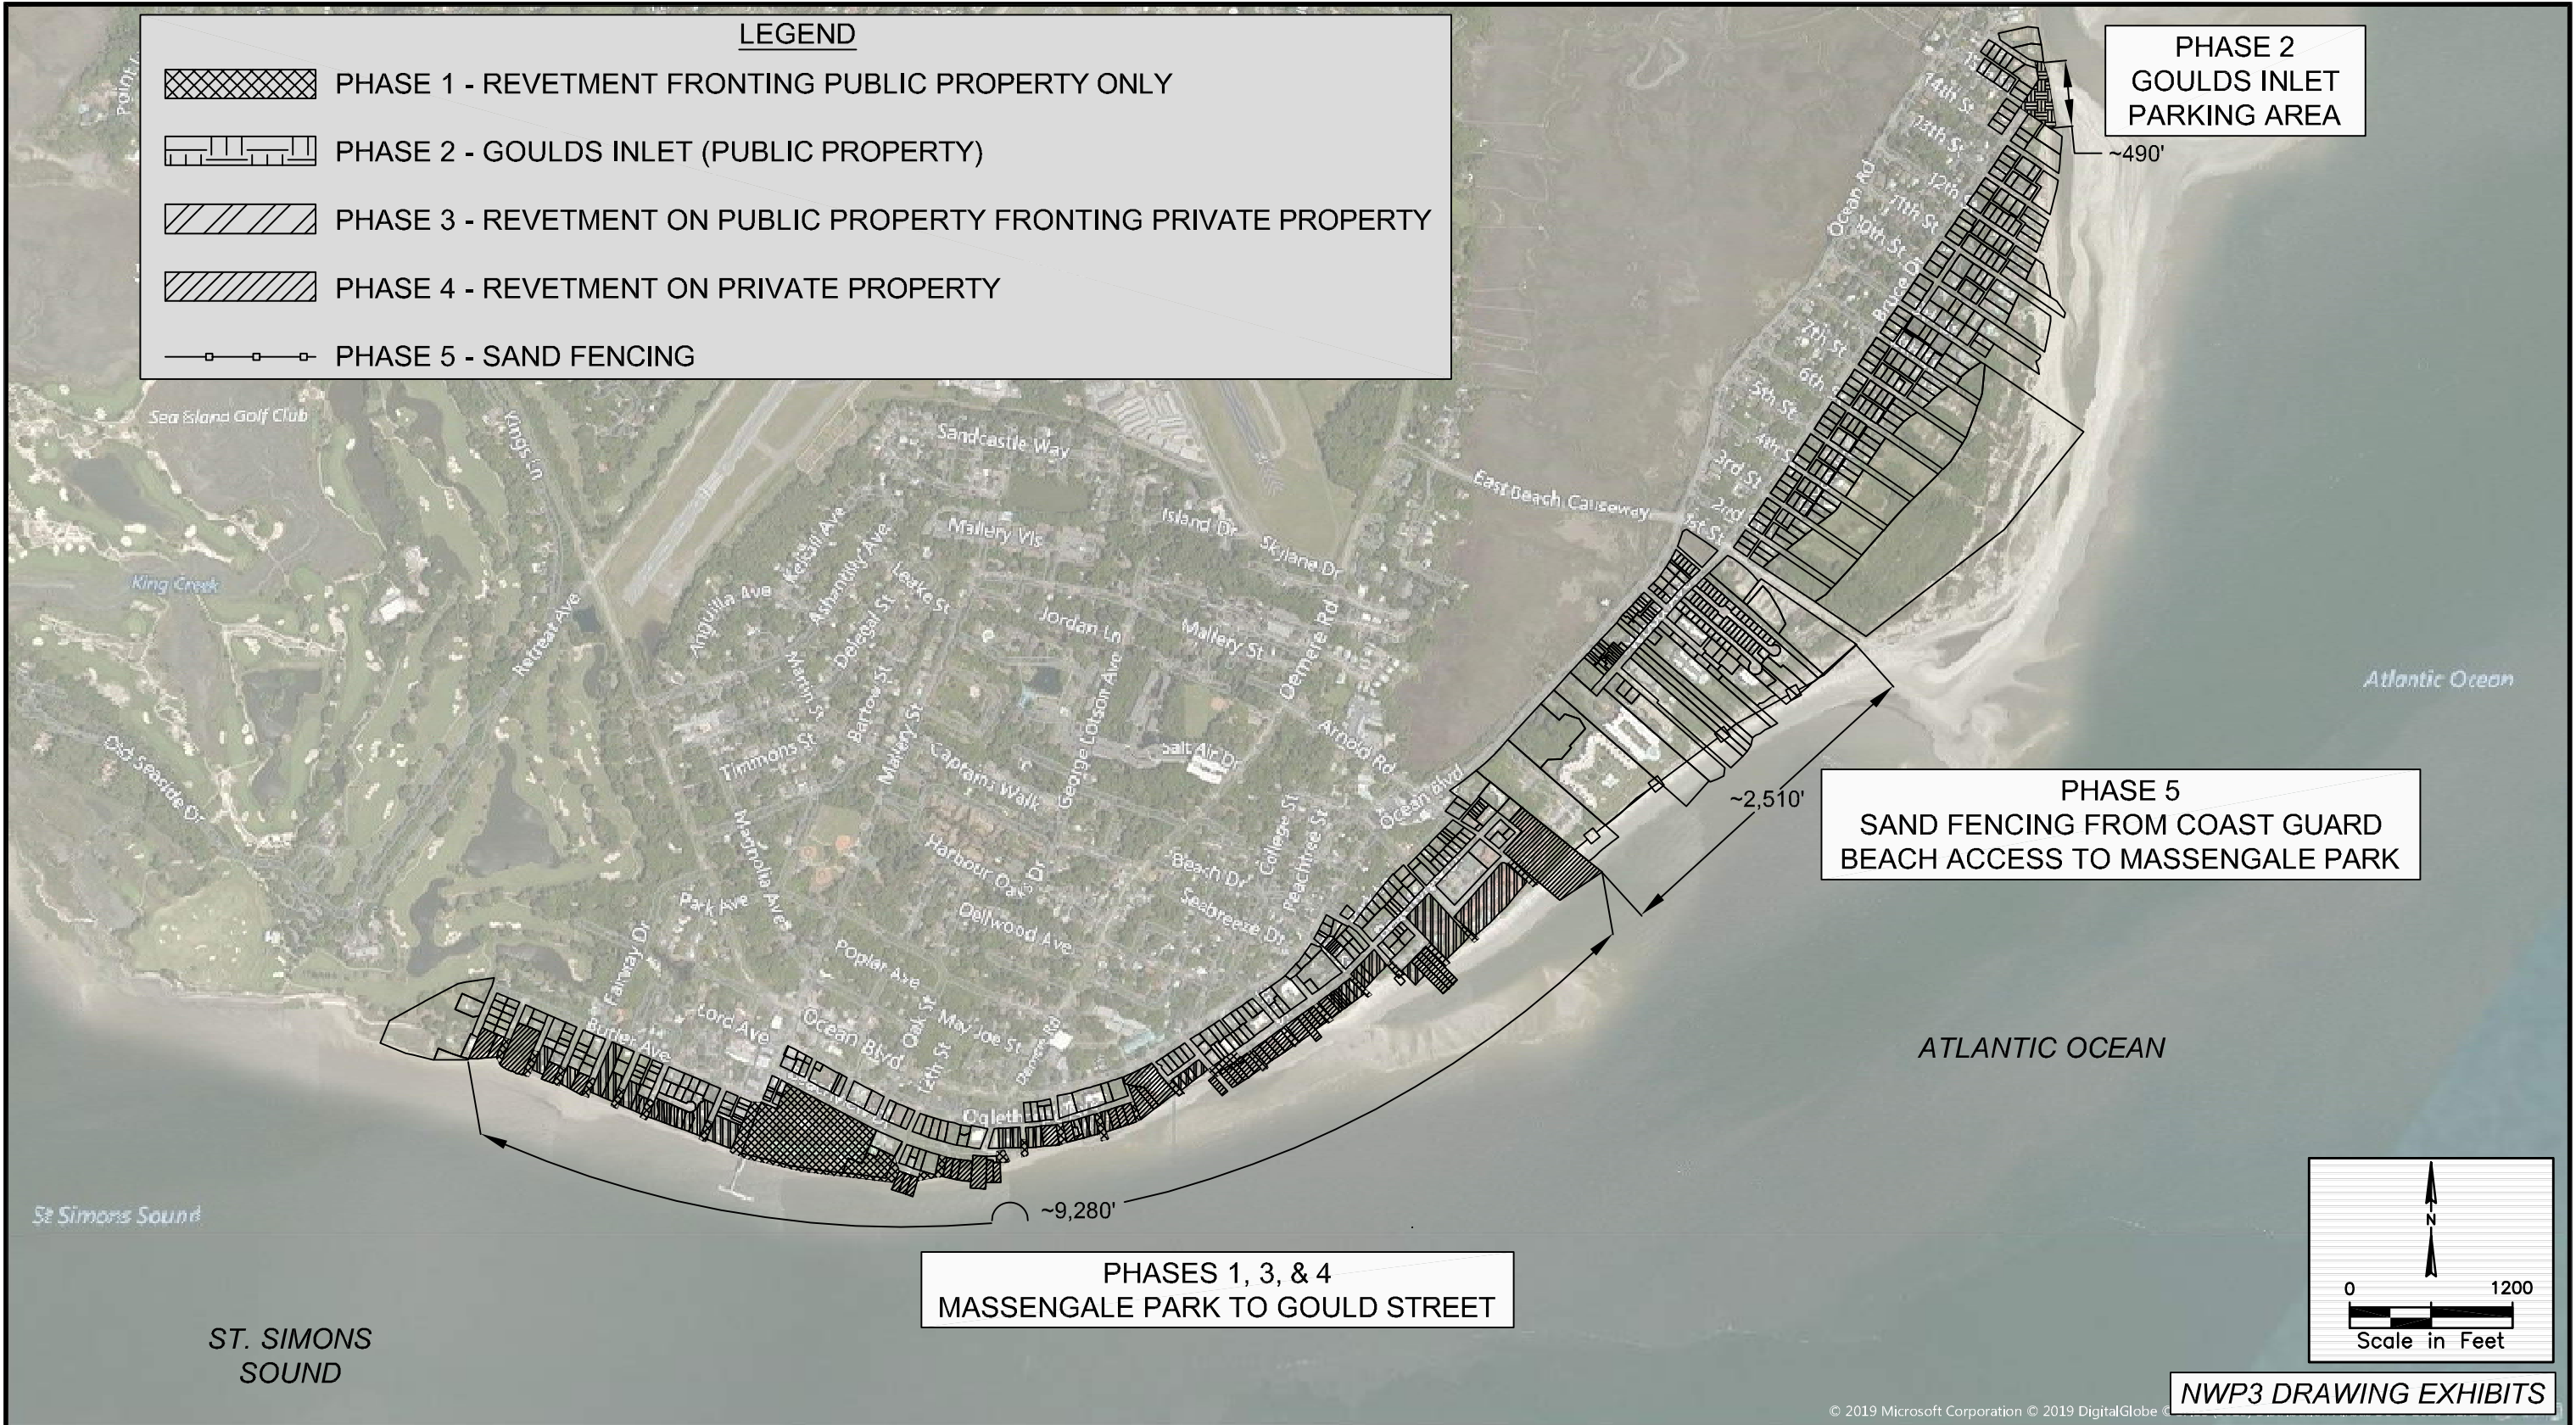 LEGEND
PHASE 1 - REVETMENT FRONTING PUBLIC PROPERTY ONLY
PHASE 2 - GOULDS INLET (PUBLIC PROPERTY)
PHASE 3 - REVETMENT ON PUBLIC PROPERTY FRONTING PRIVATE PROPERTY
PHASE 4 - REVETMENT ON PRIVATE PROPERTY
PHASE 5 - SAND FENCING
PHASE 2
GOULDS INLET
PARKING AREA
~490'
14th St
13th St
12th
11th St
10th St
Ocean Rd
Bruce
7th St
6th
5th St
4th S
3rd St
2nd
1st St
East Beach Causeway
Sea Island Golf Club
Kings Ln
King Creek
Retreat Ave
Old Seaside Dr
Sandcastle Way
Mallery Vls
Island Dr
Skylane Dr
Kelsall Ave
Ashantilly Ave
Leake St
Anguilla Ave
Delegal St
Martin St
Bartow St
Mallery St
Timmons St
Jordan Ln
Mallery St
Demere Rd
George Lotson Ave
Captains Walk
Salt Air Dr
Arnold Rd
Ocean Blvd
Magnolia Ave
Harbour Oaks Dr
Beach Dr
College St
Peachtree St
Seabreeze Dr
Dellwood Ave
Park Ave
Fairway Dr
Poplar Ave
Lord Ave
Butler Ave
Ocean Blvd
Oak St
May Joe St
12th St
Demere Rd
Ogleth
Atlantic Ocean
~2,510'
PHASE 5
SAND FENCING FROM COAST GUARD
BEACH ACCESS TO MASSENGALE PARK
ATLANTIC OCEAN
St Simons Sound
~9,280'
PHASES 1, 3, & 4
MASSENGALE PARK TO GOULD STREET
ST. SIMONS
SOUND
N
0 1200
Scale in Feet
NWP3 DRAWING EXHIBITS
© 2019 Microsoft Corporation © 2019 DigitalGlobe ©